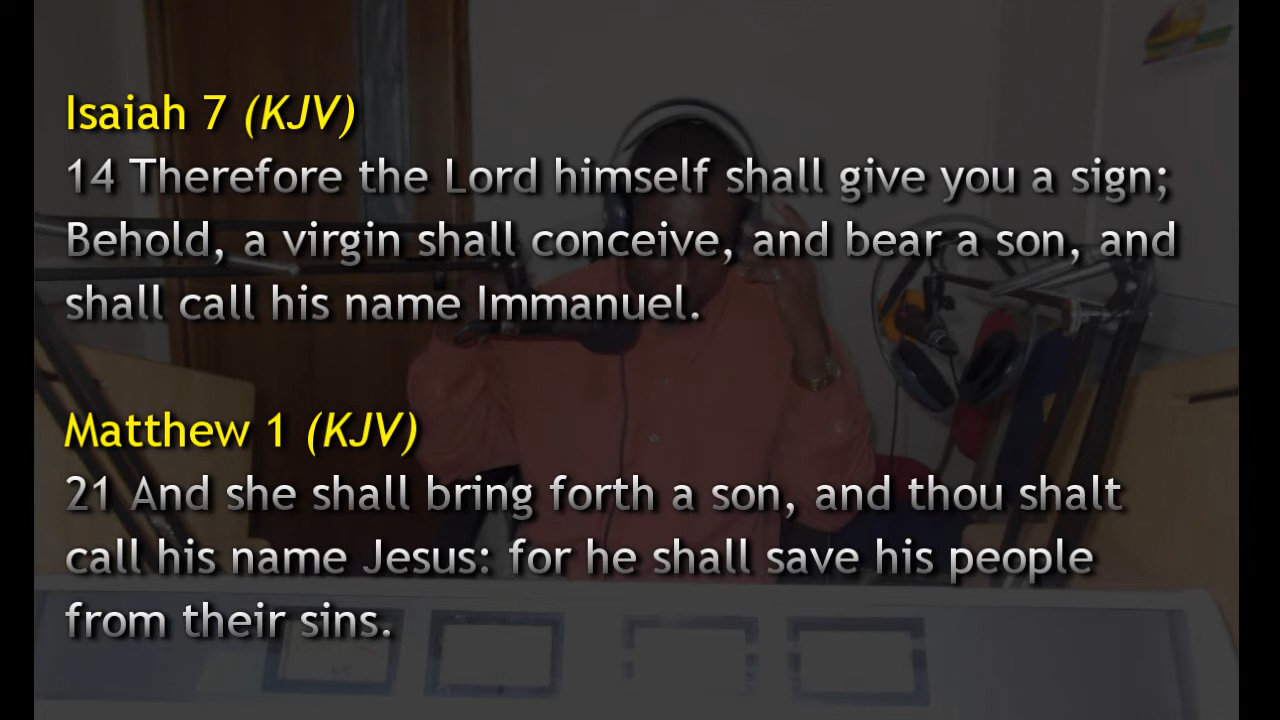 Isaiah 7 (KJV)
14 Therefore the Lord himself shall give you a sign;
Behold, a virgin shall conceive, and bear a son, and
shall call his name Immanuel.
Matthew 1 (KJV)
21 And she shall bring forth a son, and thou shalt
call his name Jesus: for he shall save his people
from their sins.